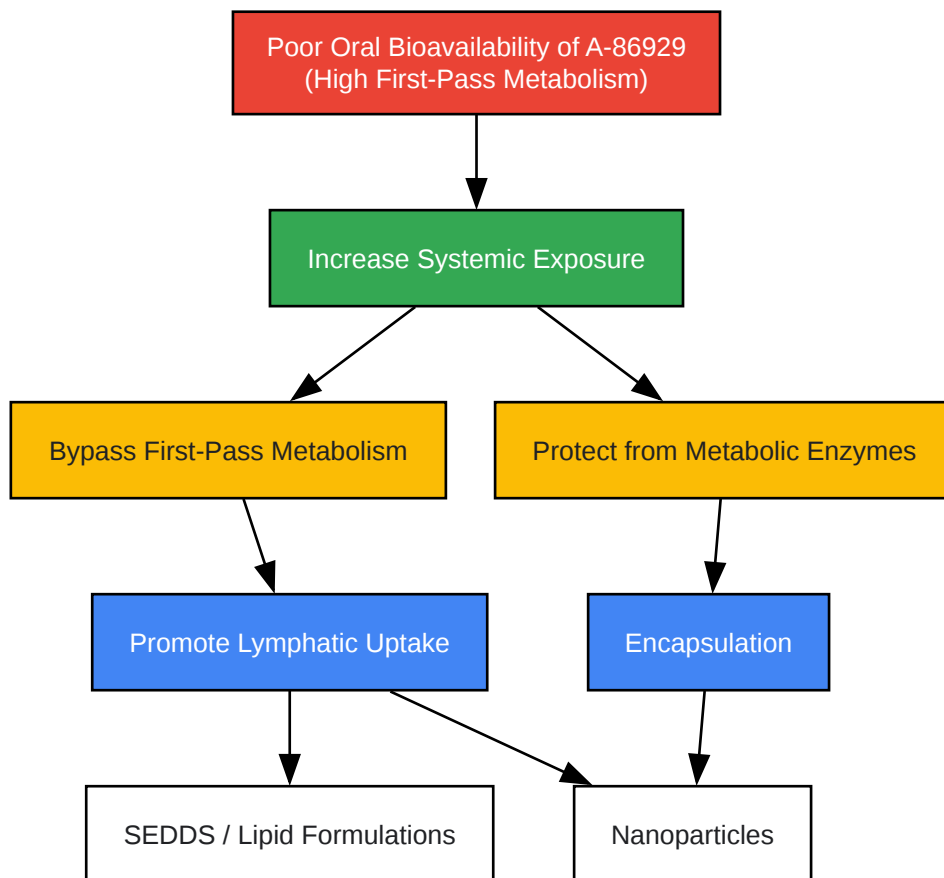 Poor Oral Bioavailability of A-86929
(High First-Pass Metabolism)
Increase Systemic Exposure
Bypass First-Pass Metabolism
Protect from Metabolic Enzymes
Promote Lymphatic Uptake
Encapsulation
SEDDS / Lipid Formulations
Nanoparticles